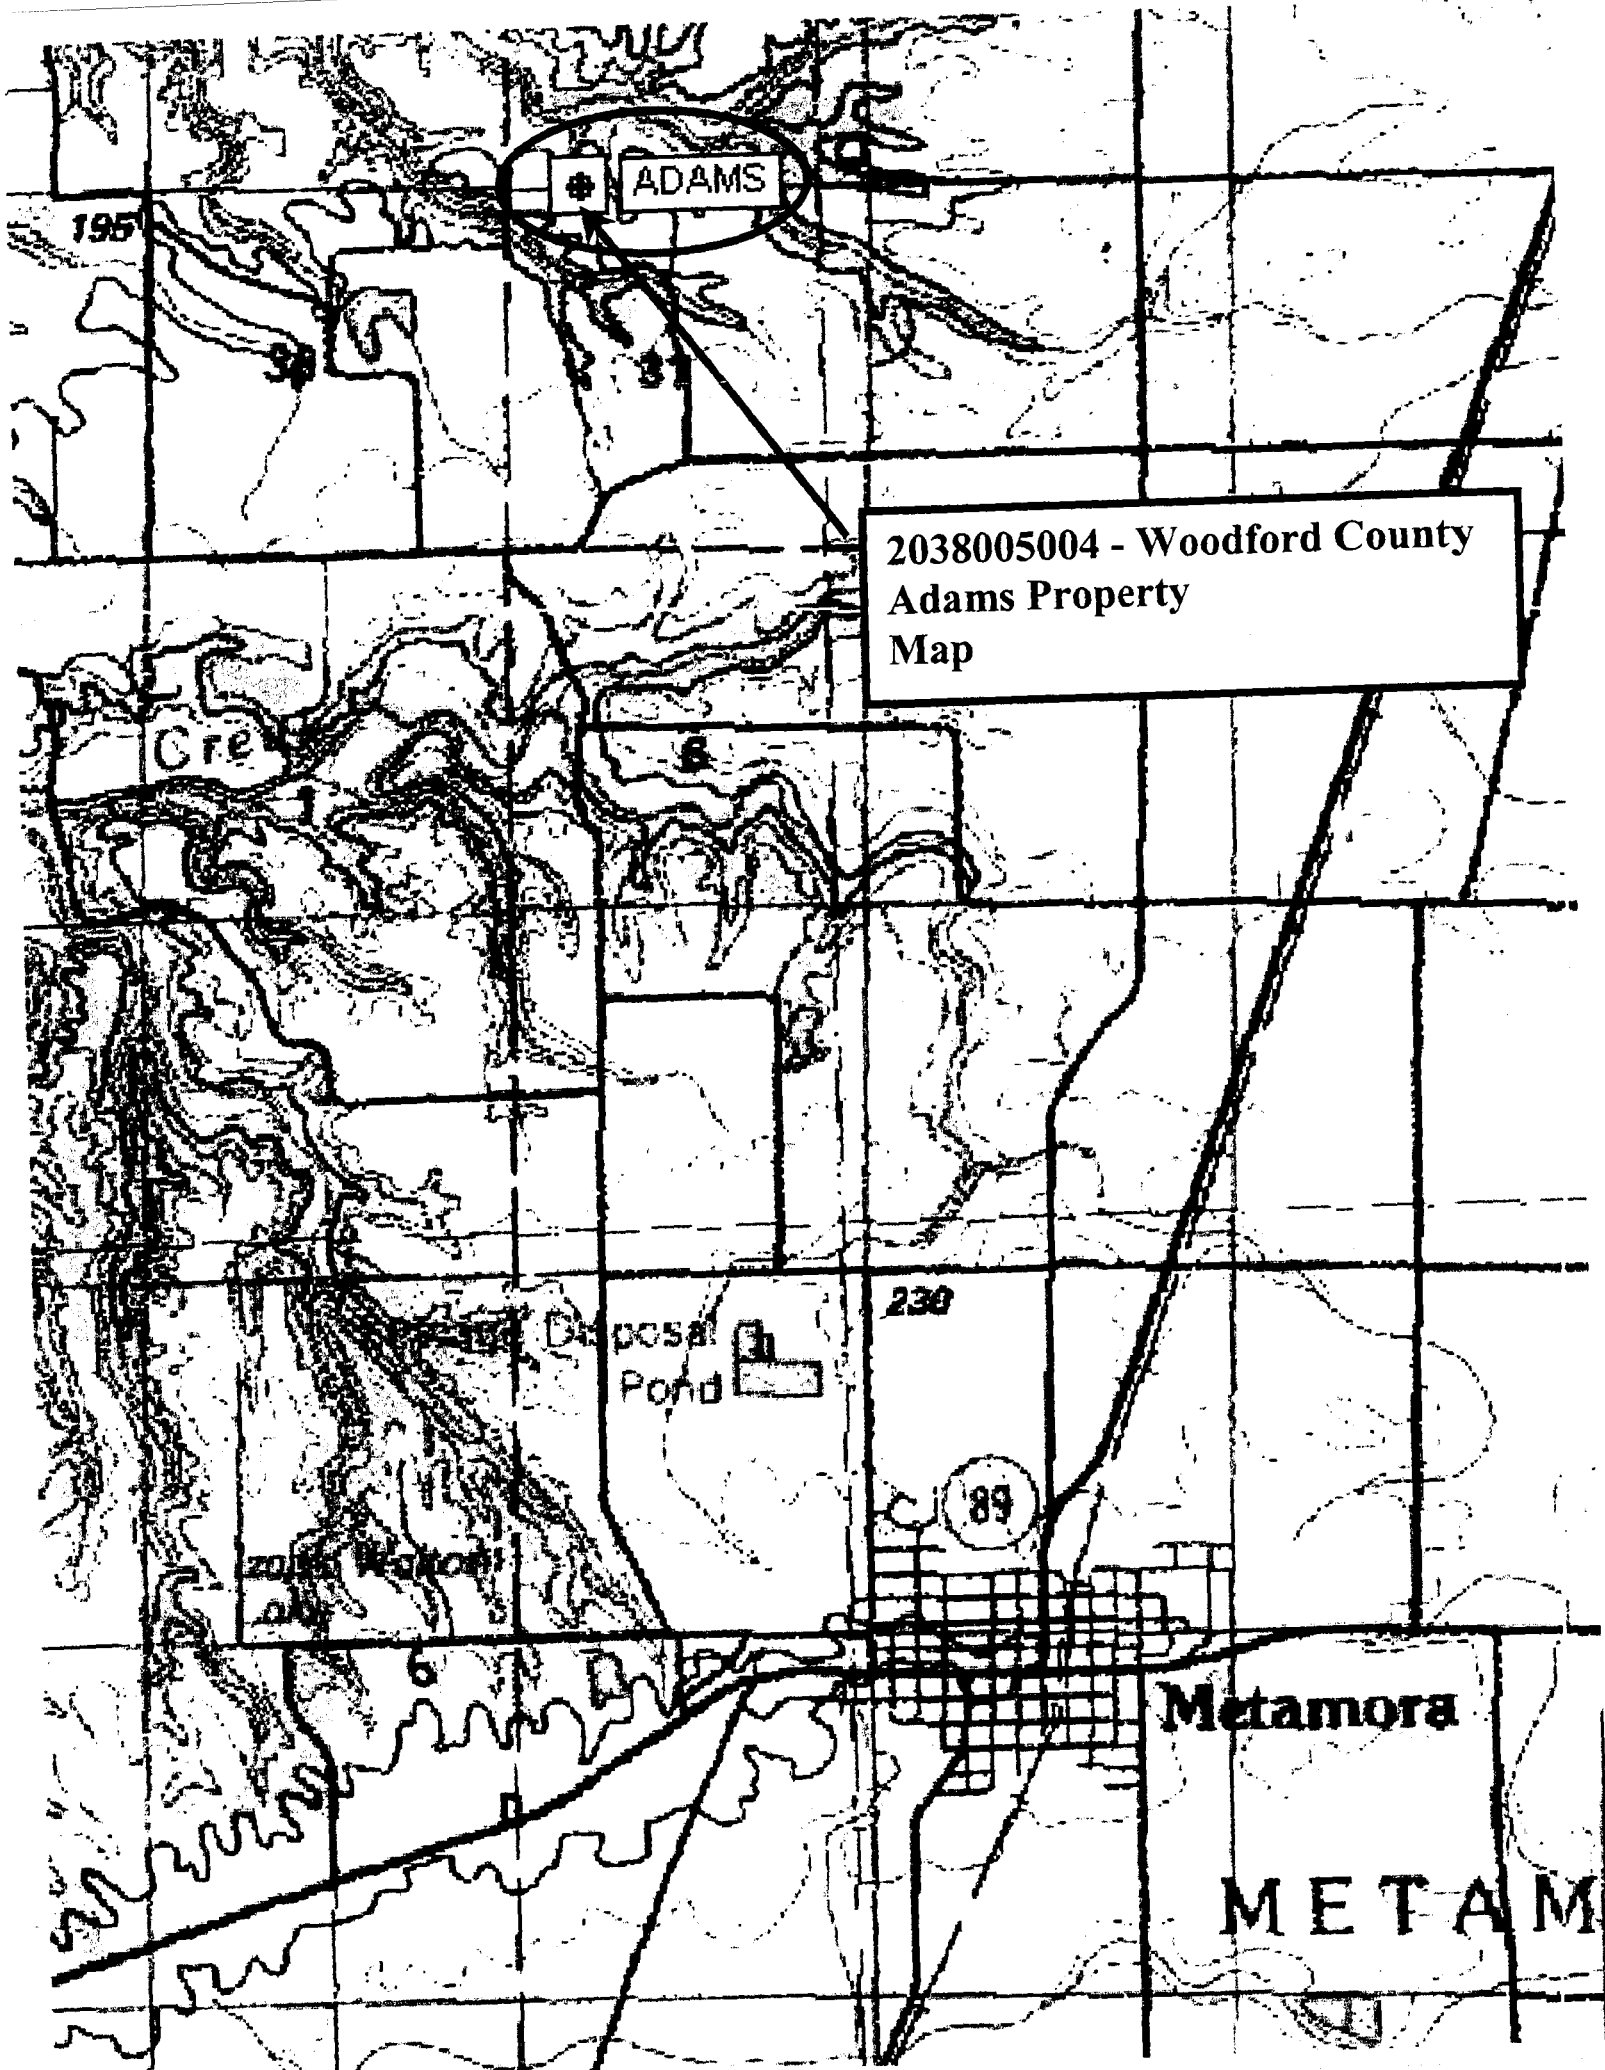 ADAMS
195
36
31
2038005004 - Woodford County
Adams Property
Map
Cre
6
1
230
Disposal
Pond
89
6
Metamora
METAM